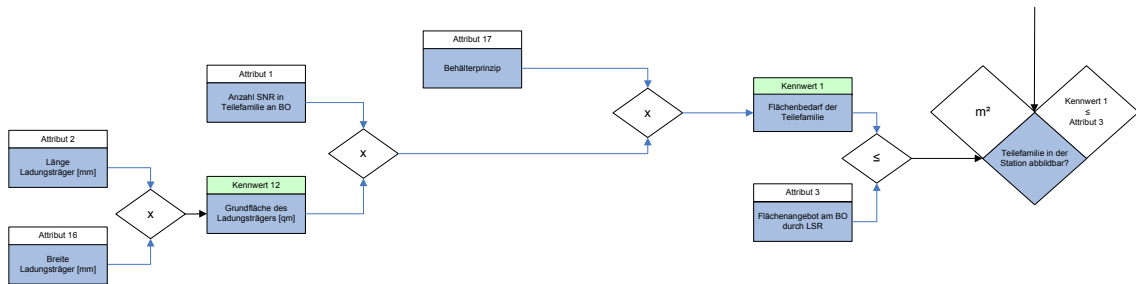 Attribut 2
Länge
Ladungsträger [mm]
Attribut 16
Breite
Ladungsträger [mm]
x
Attribut 1
Anzahl SNR in
Teilefamilie an BO
Kennwert 12
Grundfläche des
Ladungsträgers [qm]
x
Attribut 17
Behälterprinzip
x
Kennwert 1
Flächenbedarf der
Teilefamilie
Attribut 3
Flächenangebot am BO
durch LSR
≤
m²
Kennwert 1
≤
Attribut 3
Teilefamilie in der
Station abbildbar?